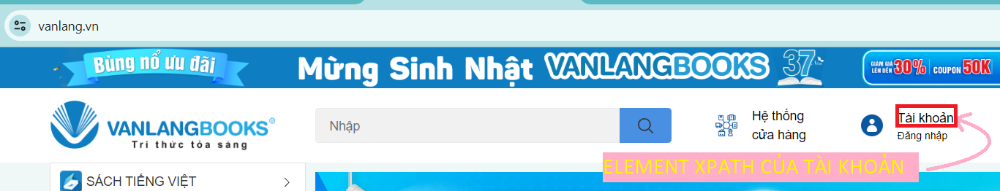 vanlang.vn
Bùng nổ ưu đãi
Mừng Sinh Nhật VANLANGBOOKS 37 năm
GIẢM GIÁ
LÊN ĐẾN 30% | COUPON 50K
VANLANGBOOKS®
Tri thức tỏa sáng
Nhập
Hệ thống
cửa hàng
Tài khoản
Đăng nhập
ELEMENT XPATH CỦA TÀI KHOẢN
SÁCH TIẾNG VIỆT